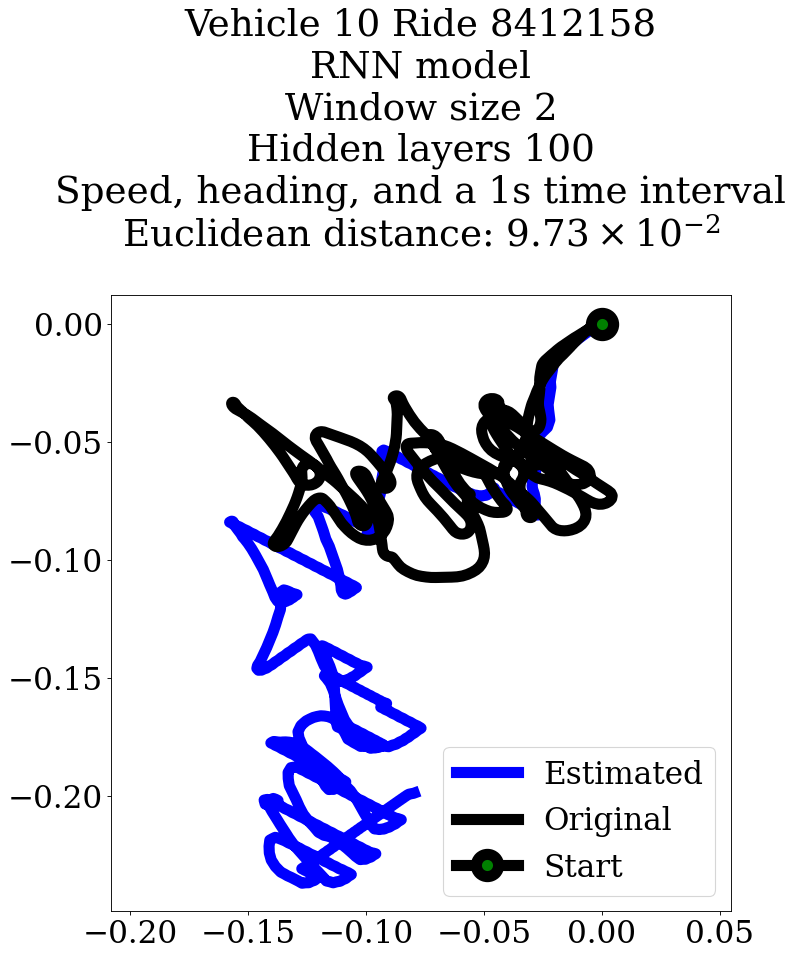 Vehicle 10 Ride 8412158
RNN model
Window size 2
Hidden layers 100
Speed, heading, and a 1s time interval
Euclidean distance: 9.73 × 10⁻²
0.00
−0.05
−0.10
−0.15
−0.20
Estimated
Original
Start
−0.20 −0.15 −0.10 −0.05 0.00 0.05